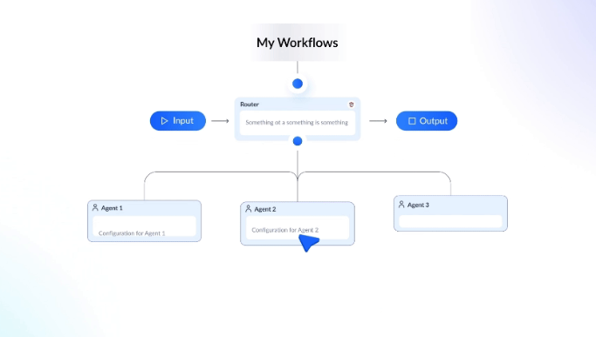 My Workflows
Router
Something at a something is something
Input
Output
Agent 1
Configuration for Agent 1
Agent 2
Configuration for Agent 2
Agent 3